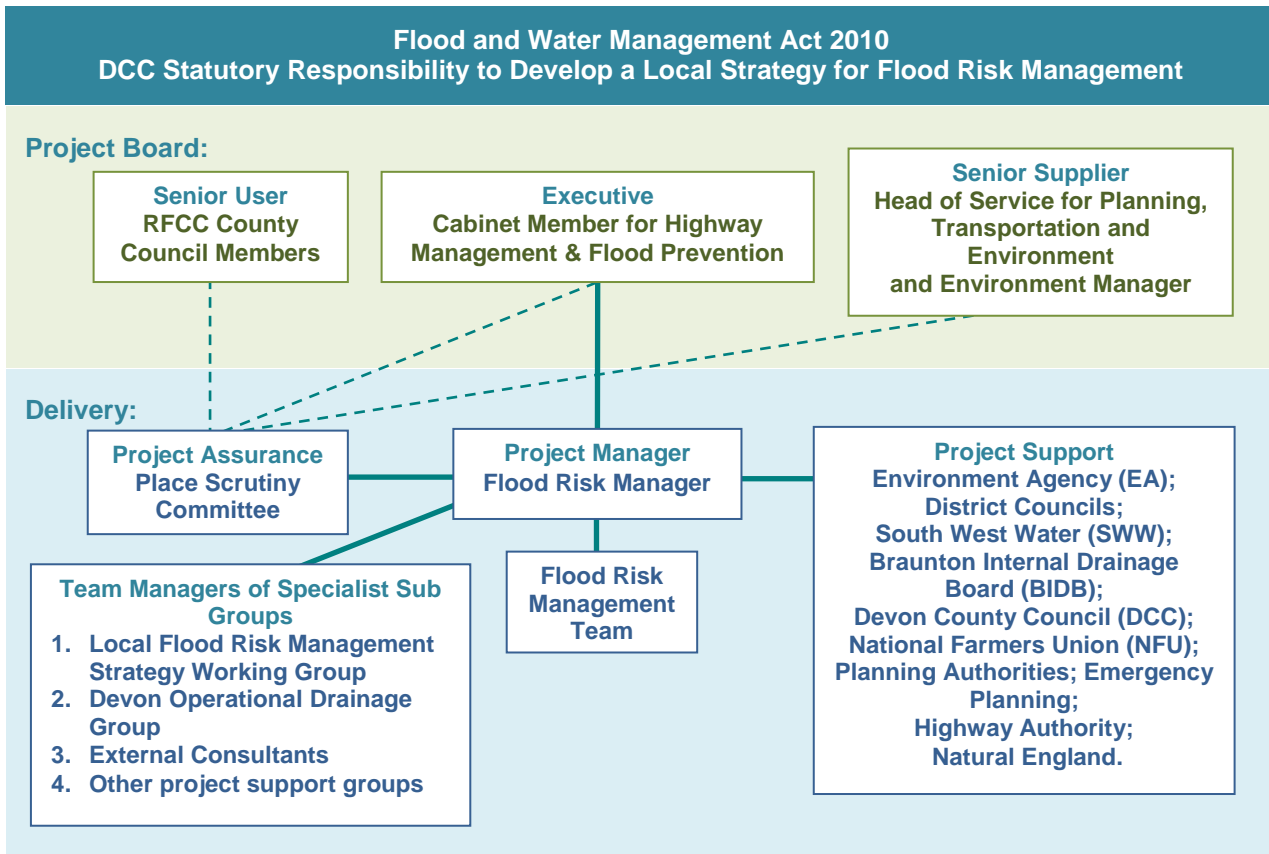 Flood and Water Management Act 2010
DCC Statutory Responsibility to Develop a Local Strategy for Flood Risk Management
Project Board:
Senior User
RFCC County
Council Members
Executive
Cabinet Member for Highway
Management & Flood Prevention
Senior Supplier
Head of Service for Planning,
Transportation and
Environment
and Environment Manager
Delivery:
Project Assurance
Place Scrutiny
Committee
Project Manager
Flood Risk Manager
Project Support
Environment Agency (EA);
District Councils;
South West Water (SWW);
Braunton Internal Drainage
Board (BIDB);
Devon County Council (DCC);
National Farmers Union (NFU);
Planning Authorities; Emergency
Planning;
Highway Authority;
Natural England.
Team Managers of Specialist Sub
Groups
1. Local Flood Risk Management
Strategy Working Group
2. Devon Operational Drainage
Group
3. External Consultants
4. Other project support groups
Flood Risk
Management
Team